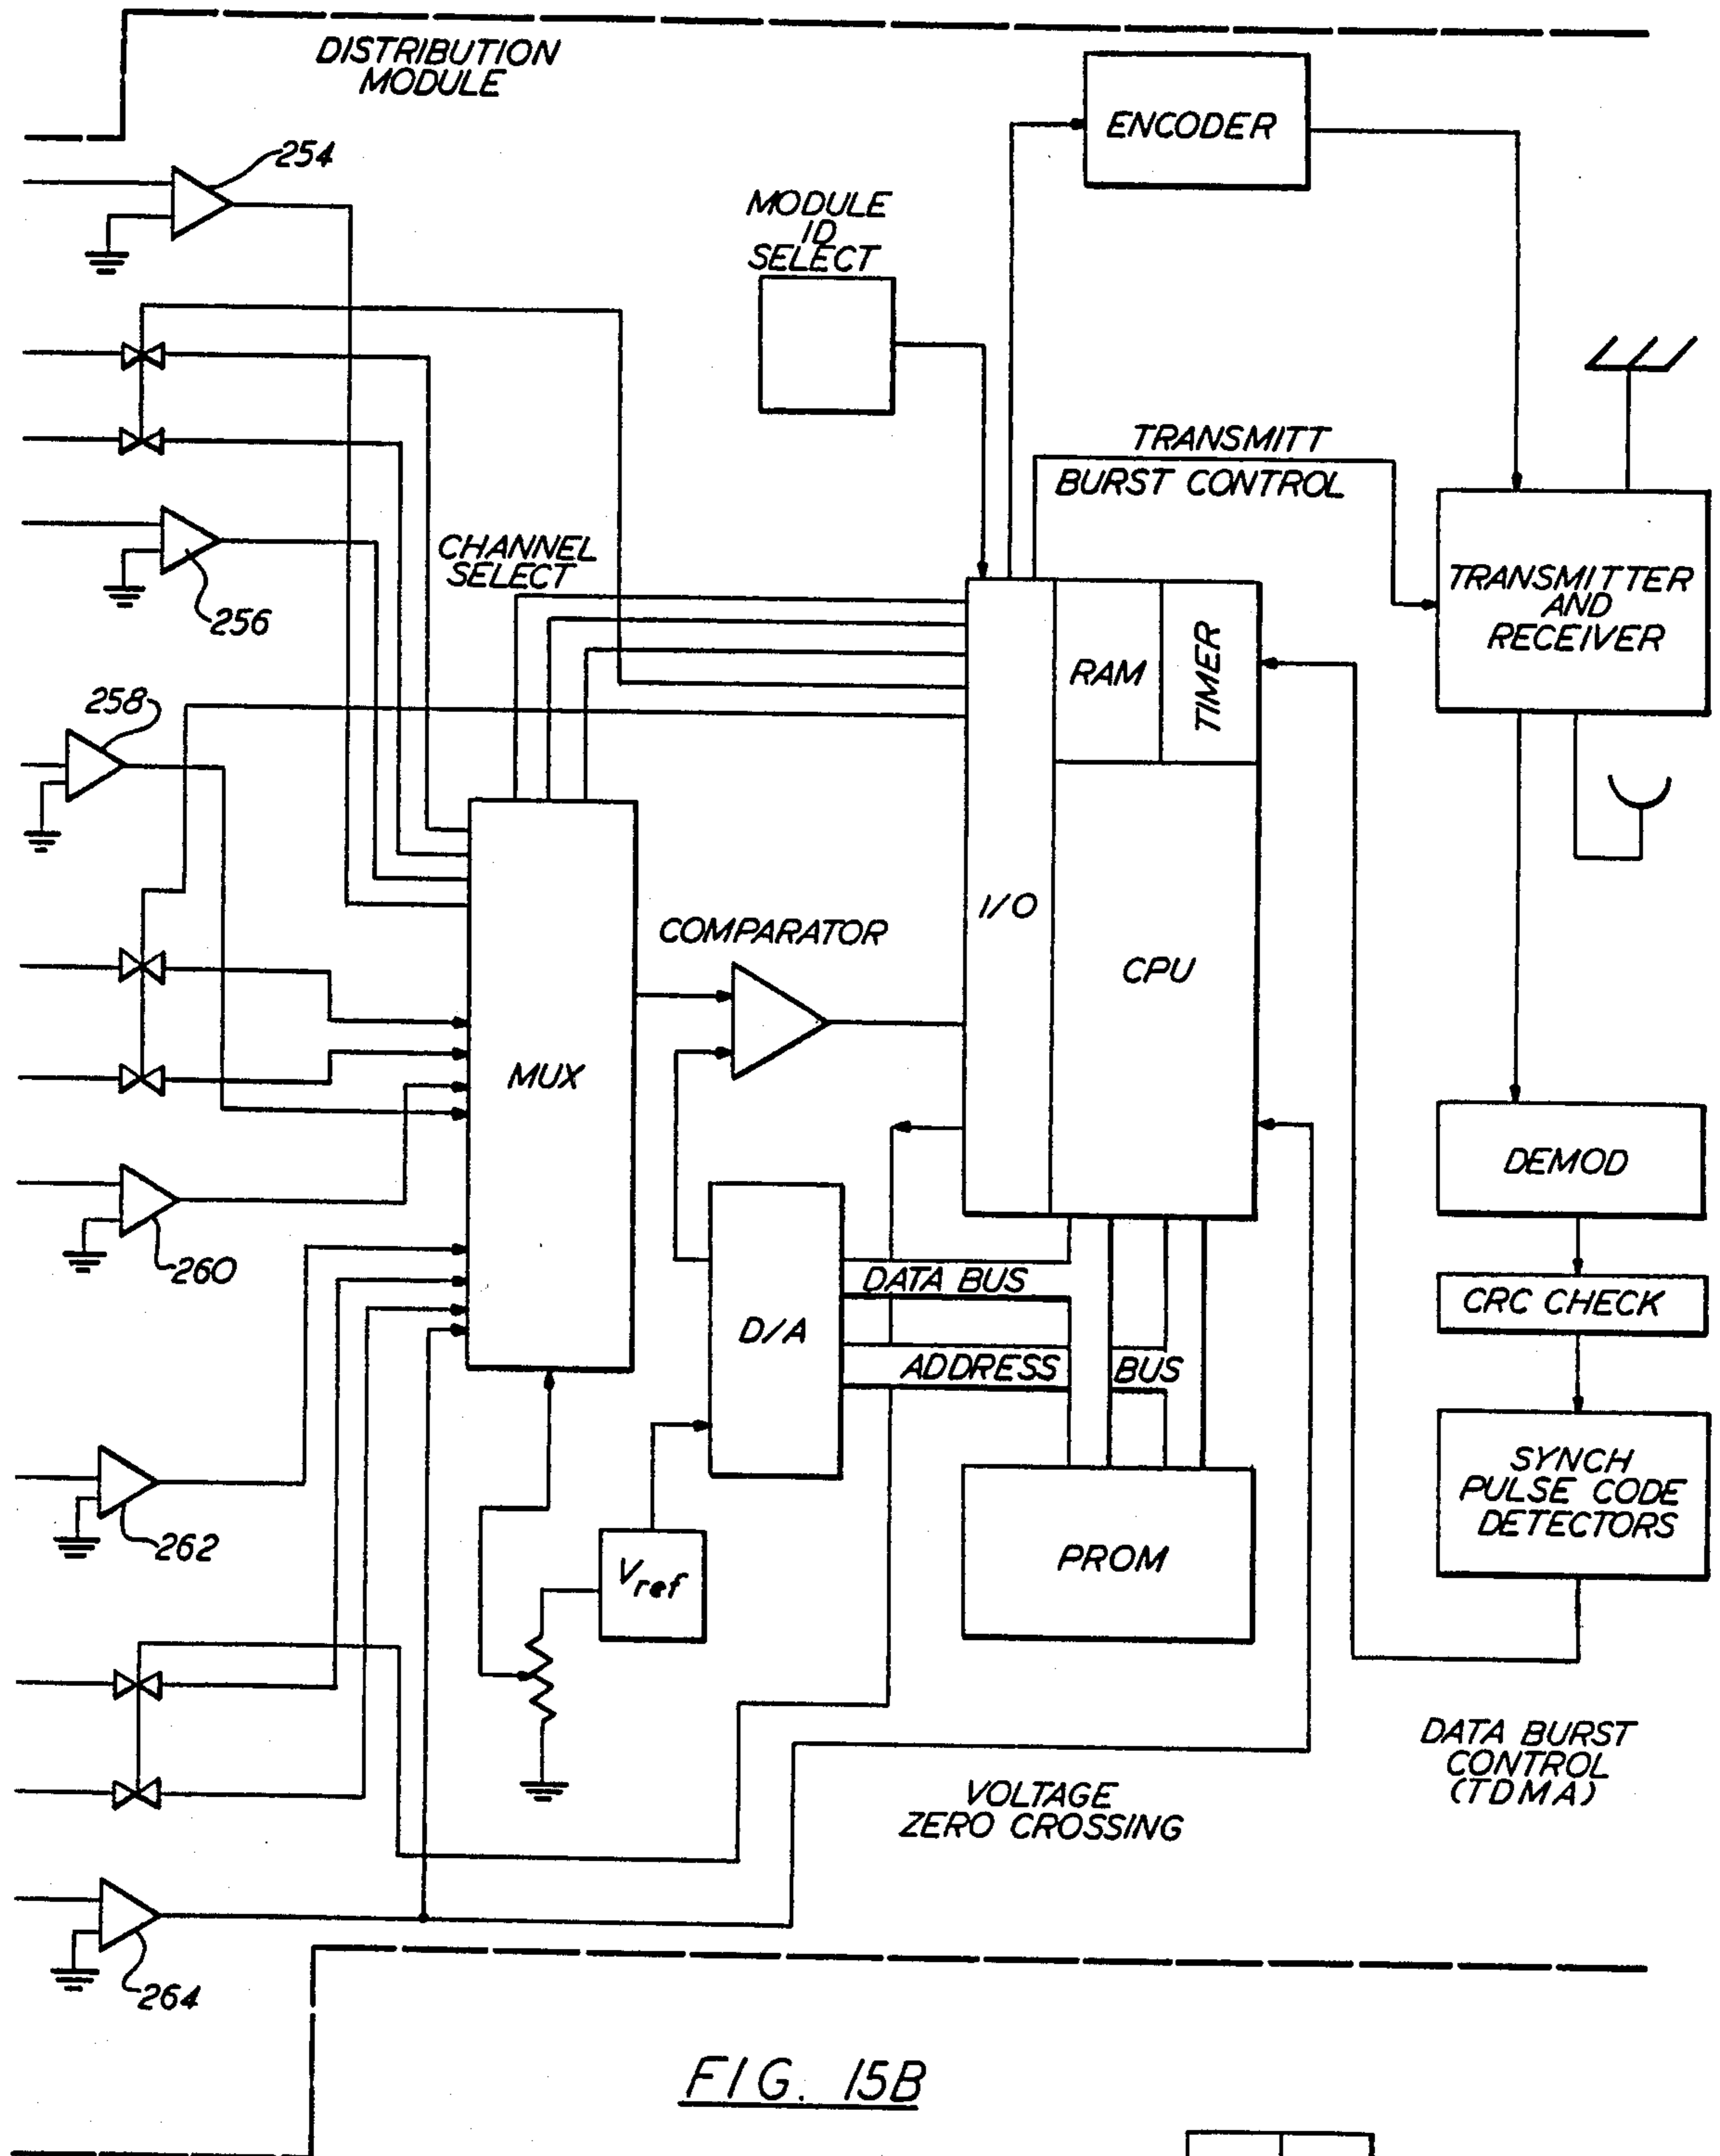 DISTRIBUTION
MODULE
ENCODER
254
MODULE
ID
SELECT
TRANSMITT
BURST CONTROL
256
CHANNEL
SELECT
TRANSMITTER
AND
RECEIVER
RAM
TIMER
258
I/O
COMPARATOR
CPU
MUX
DEMOD
260
DATA BUS
CRC CHECK
D/A
ADDRESS BUS
SYNCH
PULSE CODE
DETECTORS
262
Vref
PROM
DATA BURST
CONTROL
(TDMA)
VOLTAGE
ZERO CROSSING
264
FIG. 15B